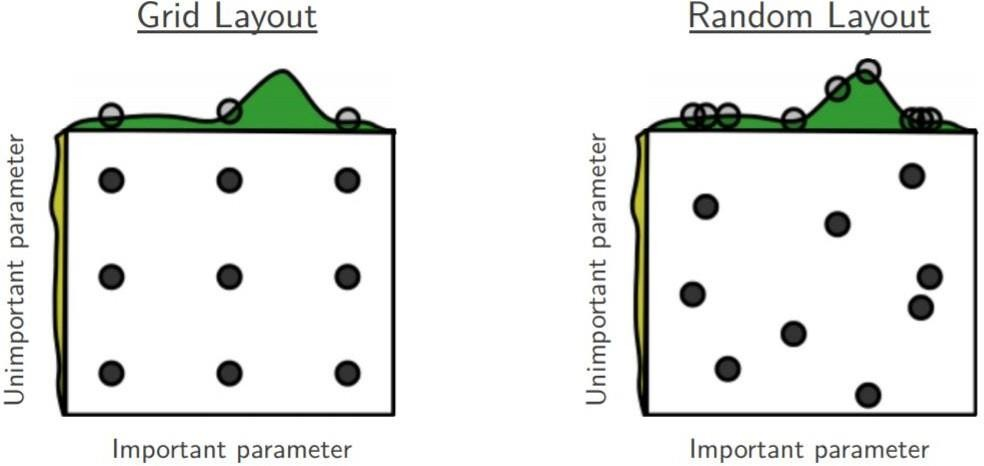 Grid Layout
Unimportant parameter
Important parameter
Random Layout
Unimportant parameter
Important parameter